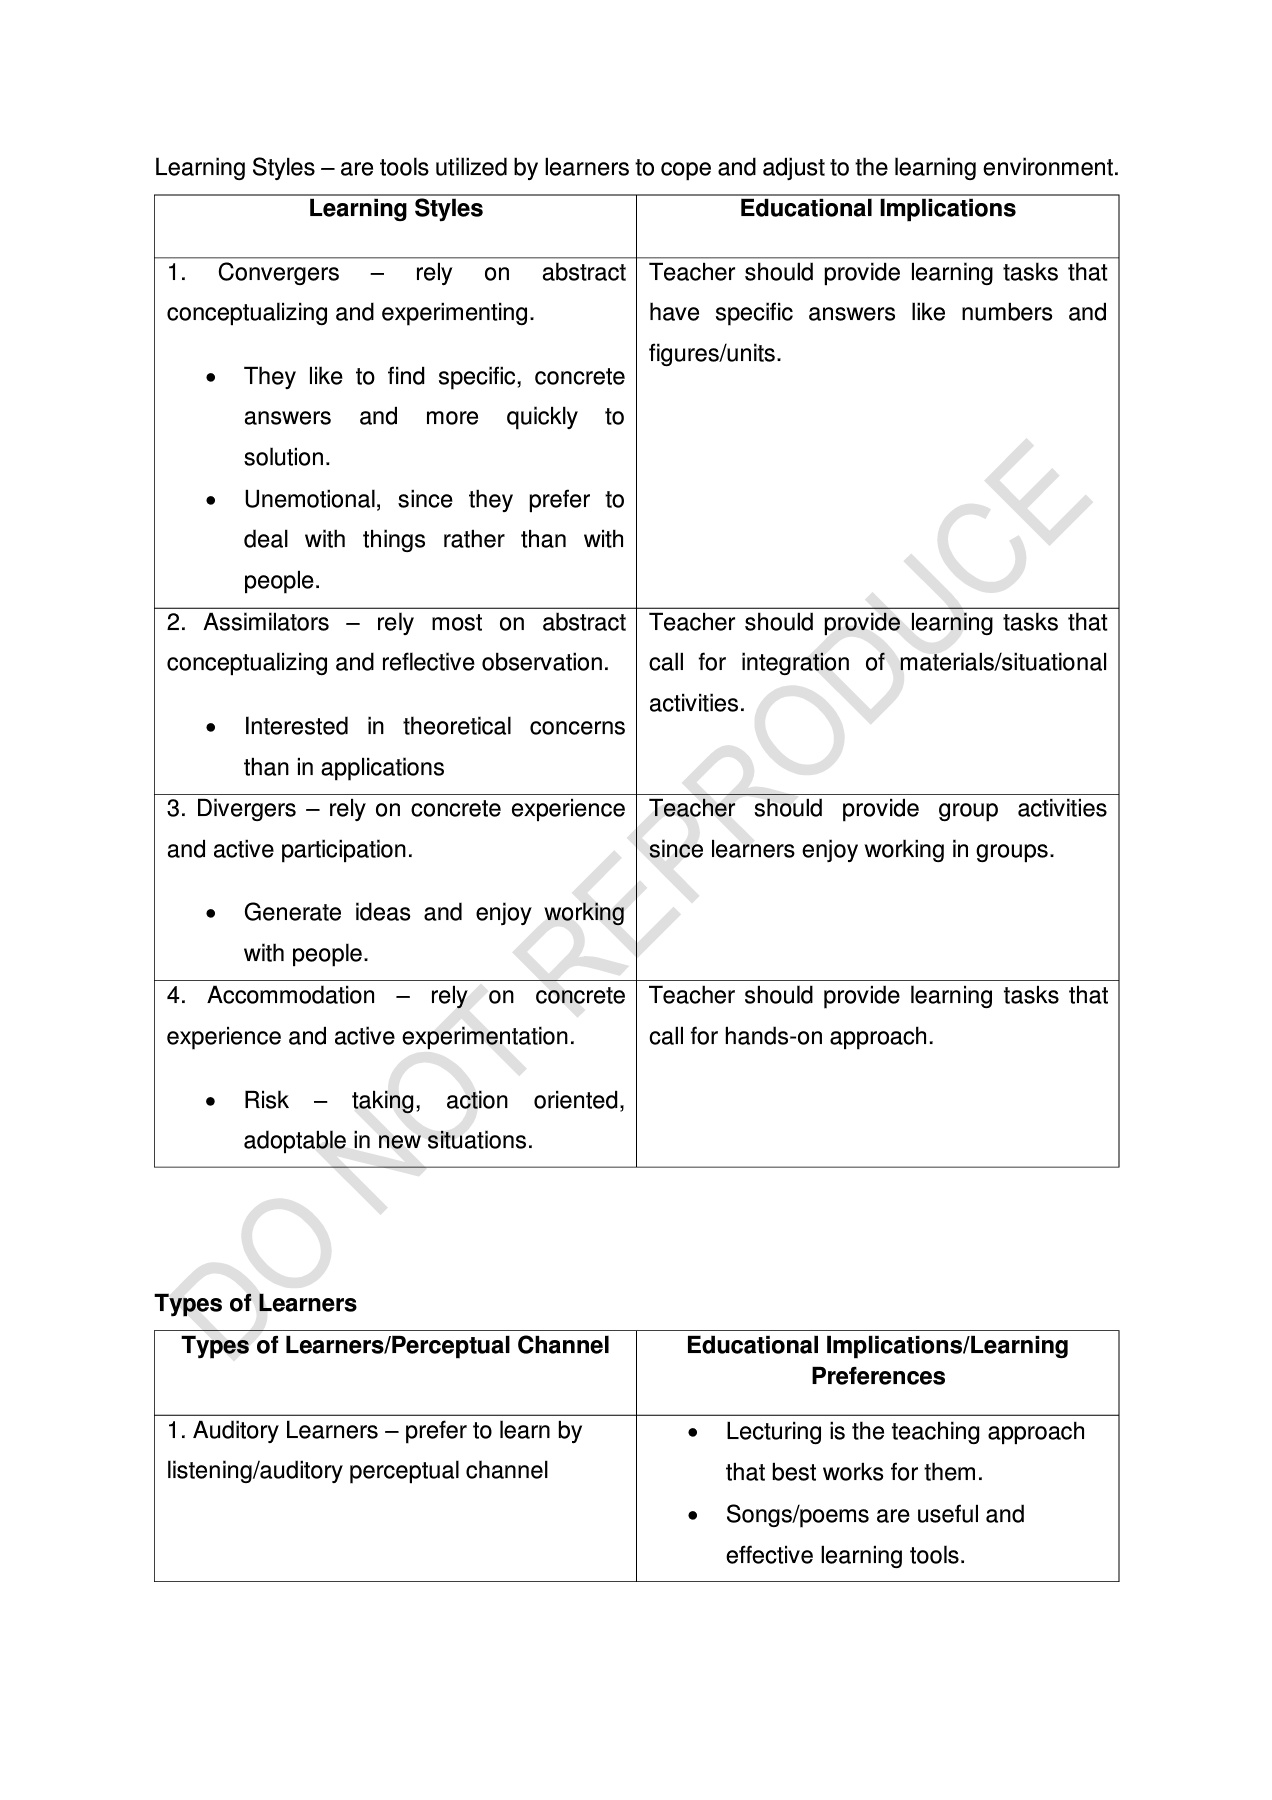 Learning Styles – are tools utilized by learners to cope and adjust to the learning environment.
Learning Styles
Educational Implications
1. Convergers – rely on abstract
conceptualizing and experimenting.
• They like to find specific, concrete
answers and more quickly to
solution.
• Unemotional, since they prefer to
deal with things rather than with
people.
Teacher should provide learning tasks that
have specific answers like numbers and
figures/units.
2. Assimilators – rely most on abstract
conceptualizing and reflective observation.
• Interested in theoretical concerns
than in applications
Teacher should provide learning tasks that
call for integration of materials/situational
activities.
3. Divergers – rely on concrete experience
and active participation.
• Generate ideas and enjoy working
with people.
Teacher should provide group activities
since learners enjoy working in groups.
4. Accommodation – rely on concrete
experience and active experimentation.
• Risk – taking, action oriented,
adoptable in new situations.
Teacher should provide learning tasks that
call for hands-on approach.
Types of Learners
Types of Learners/Perceptual Channel
Educational Implications/Learning
Preferences
1. Auditory Learners – prefer to learn by
listening/auditory perceptual channel
• Lecturing is the teaching approach
that best works for them.
• Songs/poems are useful and
effective learning tools.
DO NOT REPRODUCE